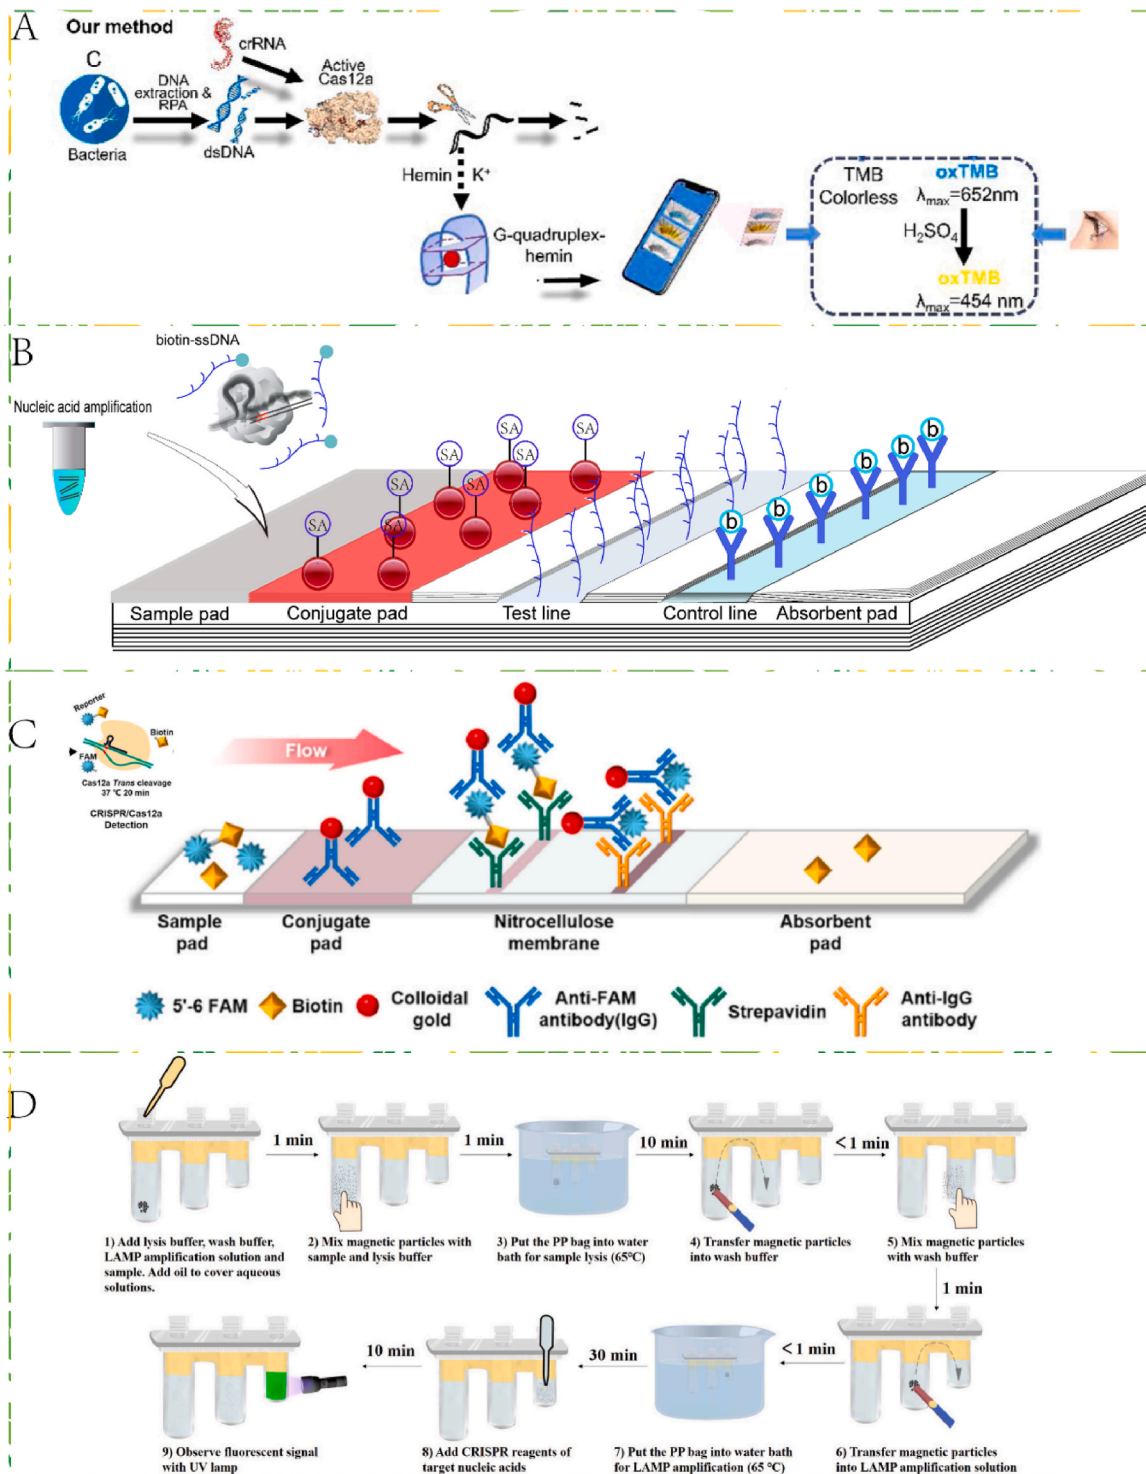 A
Our method
C
crRNA
DNA
extraction &
RPA
Active
Cas12a
Bacteria
dsDNA
Hemin
K⁺
G-quadruplex-
hemin
TMB
Colorless
oxTMB
λmax=652nm
H₂SO₄
oxTMB
λmax=454 nm
B
biotin-ssDNA
Nucleic acid amplification
SA
SA
SA
SA
SA
SA
SA
SA
b
b
b
b
b
b
Sample pad
Conjugate pad
Test line
Control line
Absorbent pad
C
Reporter
Biotin
FAM
Cas12a Trans cleavage
37 °C 20 min
CRISPR/Cas12a
Detection
Flow
Sample
pad
Conjugate
pad
Nitrocellulose
membrane
Absorbent
pad
5'-6 FAM
Biotin
Colloidal
gold
Anti-FAM
antibody(IgG)
Strepavidin
Anti-IgG
antibody
D
1 min
1 min
10 min
< 1 min
1) Add lysis buffer, wash buffer,
LAMP amplification solution and
sample. Add oil to cover aqueous
solutions.
2) Mix magnetic particles with
sample and lysis buffer
3) Put the PP bag into water
bath for sample lysis (65°C)
4) Transfer magnetic particles
into wash buffer
5) Mix magnetic particles
with wash buffer
1 min
10 min
30 min
< 1 min
9) Observe fluorescent signal
with UV lamp
8) Add CRISPR reagents of
target nucleic acids
7) Put the PP bag into water bath
for LAMP amplification (65 °C)
6) Transfer magnetic particles
into LAMP amplification solution